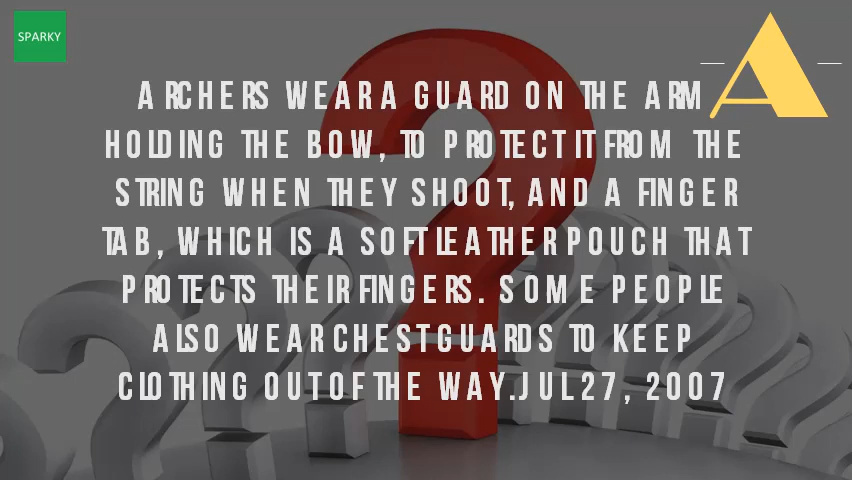 SPARKY
A
ARCHERS WEAR A GUARD ON THE ARM
HOLDING THE BOW, TO PROTECT IT FROM THE
STRING WHEN THEY SHOOT, AND A FINGER
TAB, WHICH IS A SOFT LEATHER POUCH THAT
PROTECTS THEIR FINGERS. SOME PEOPLE
ALSO WEAR CHEST GUARDS TO KEEP
CLOTHING OUT OF THE WAY.JUL 27, 2007